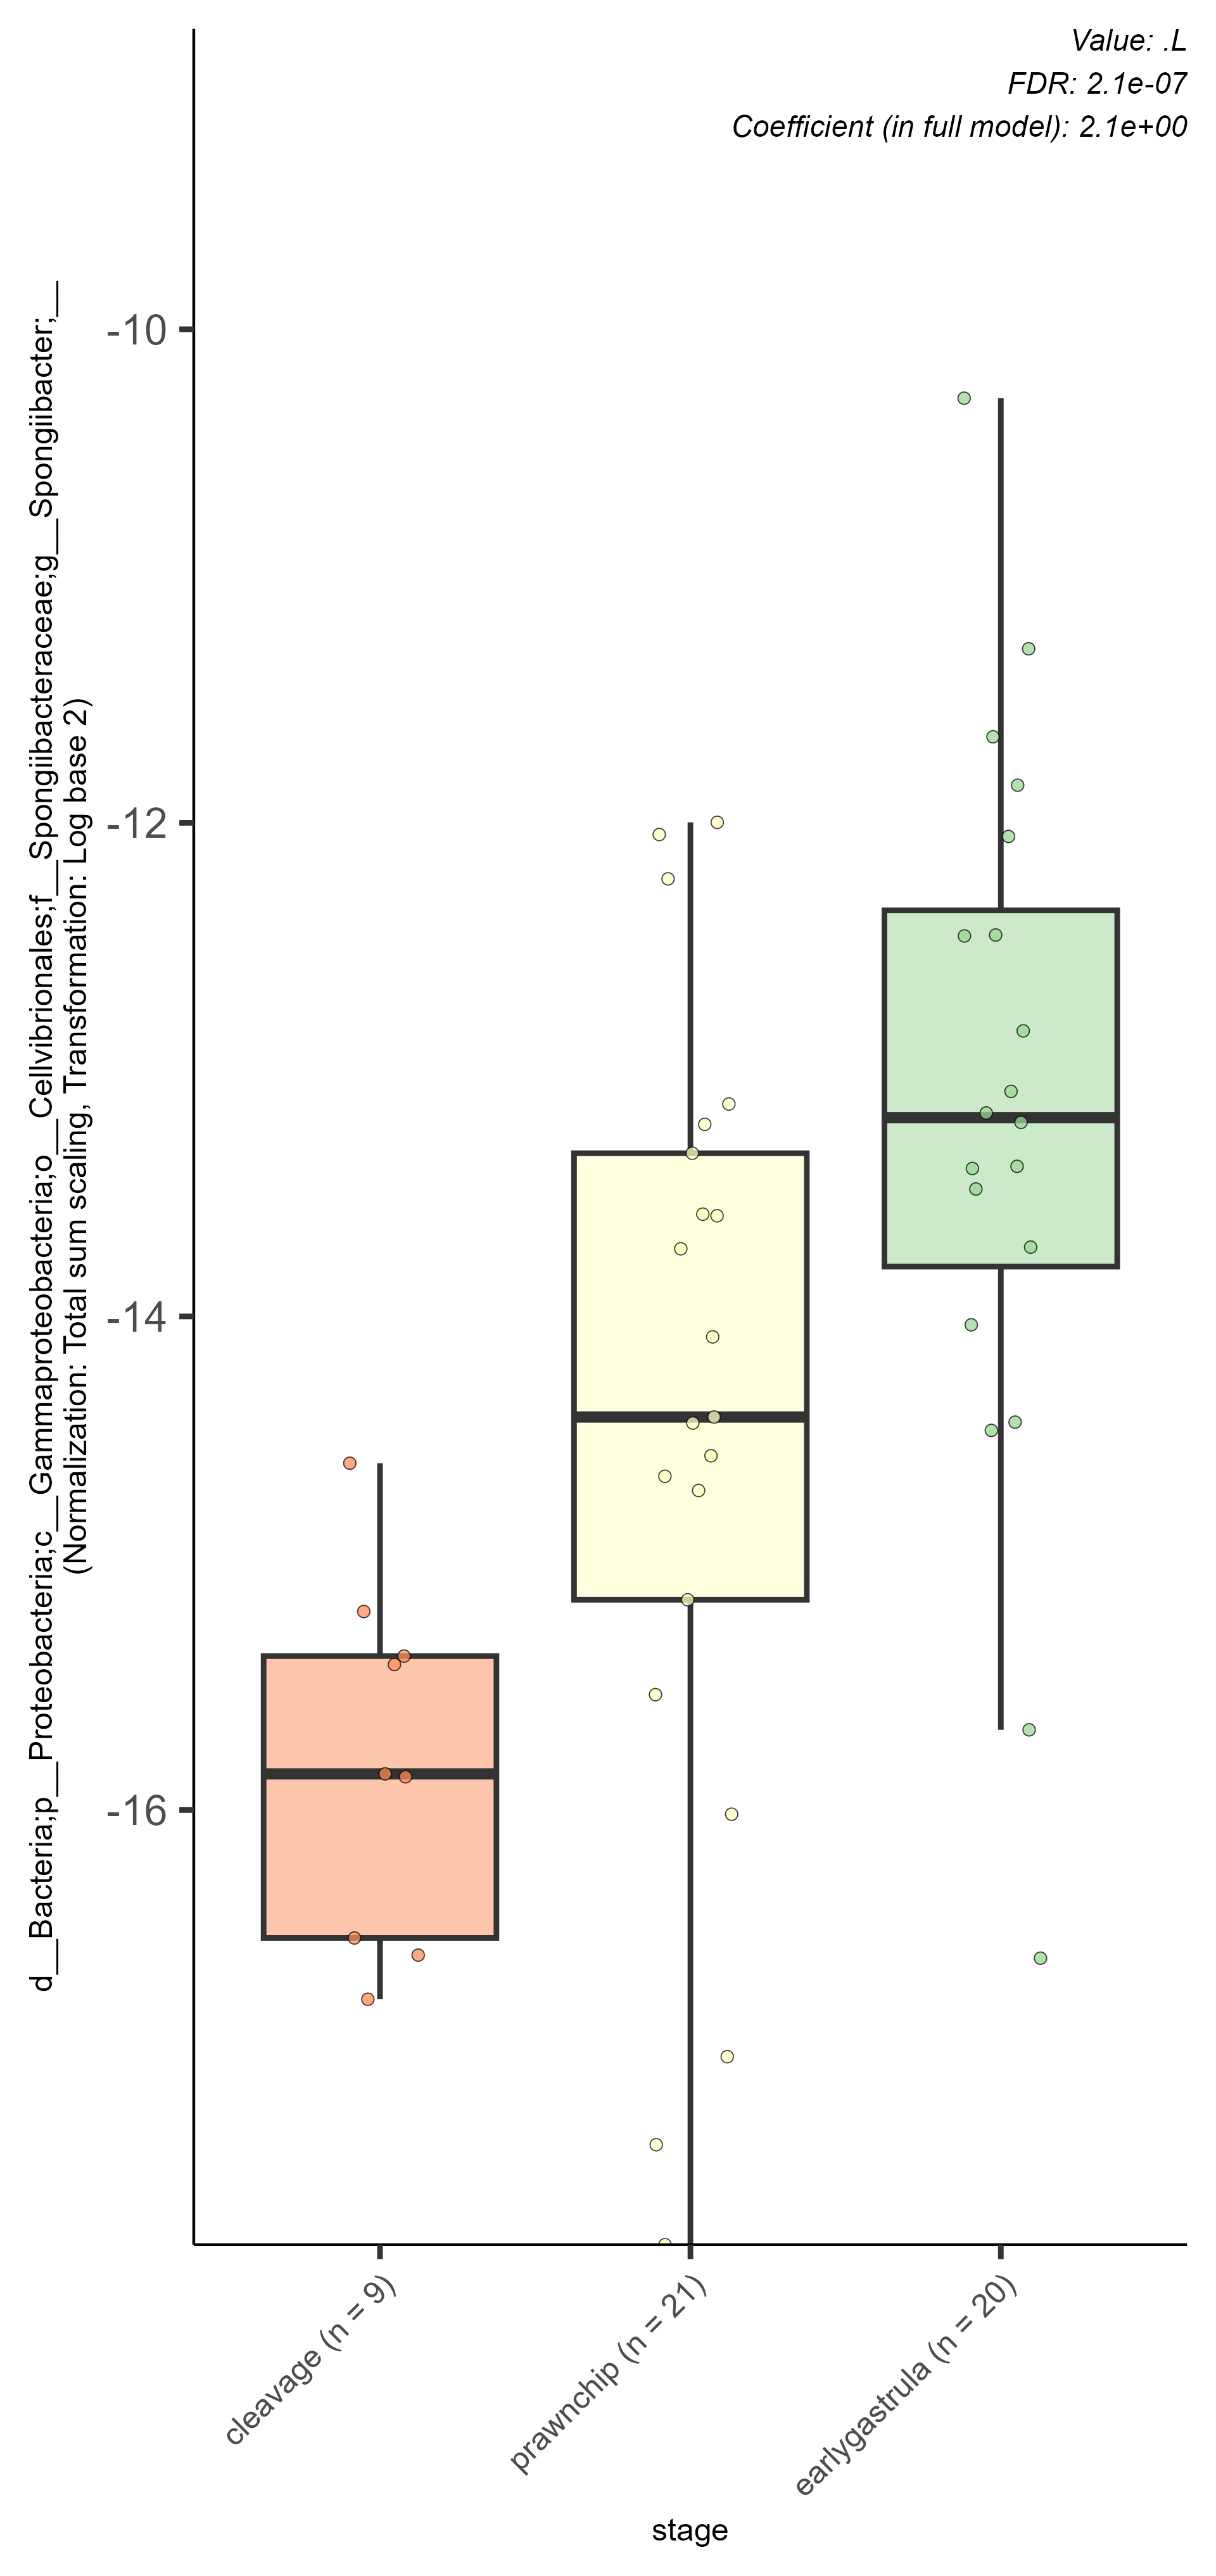 Value: .L
FDR: 2.1e-07
Coefficient (in full model): 2.1e+00
d__Bacteria;p__Proteobacteria;c__Gammaproteobacteria;o__Cellvibrionales;f__Spongiibacteraceae;g__Spongiibacter;__
(Normalization: Total sum scaling, Transformation: Log base 2)
-10
-12
-14
-16
cleavage (n = 9)
prawnchip (n = 21)
earlygastrula (n = 20)
stage